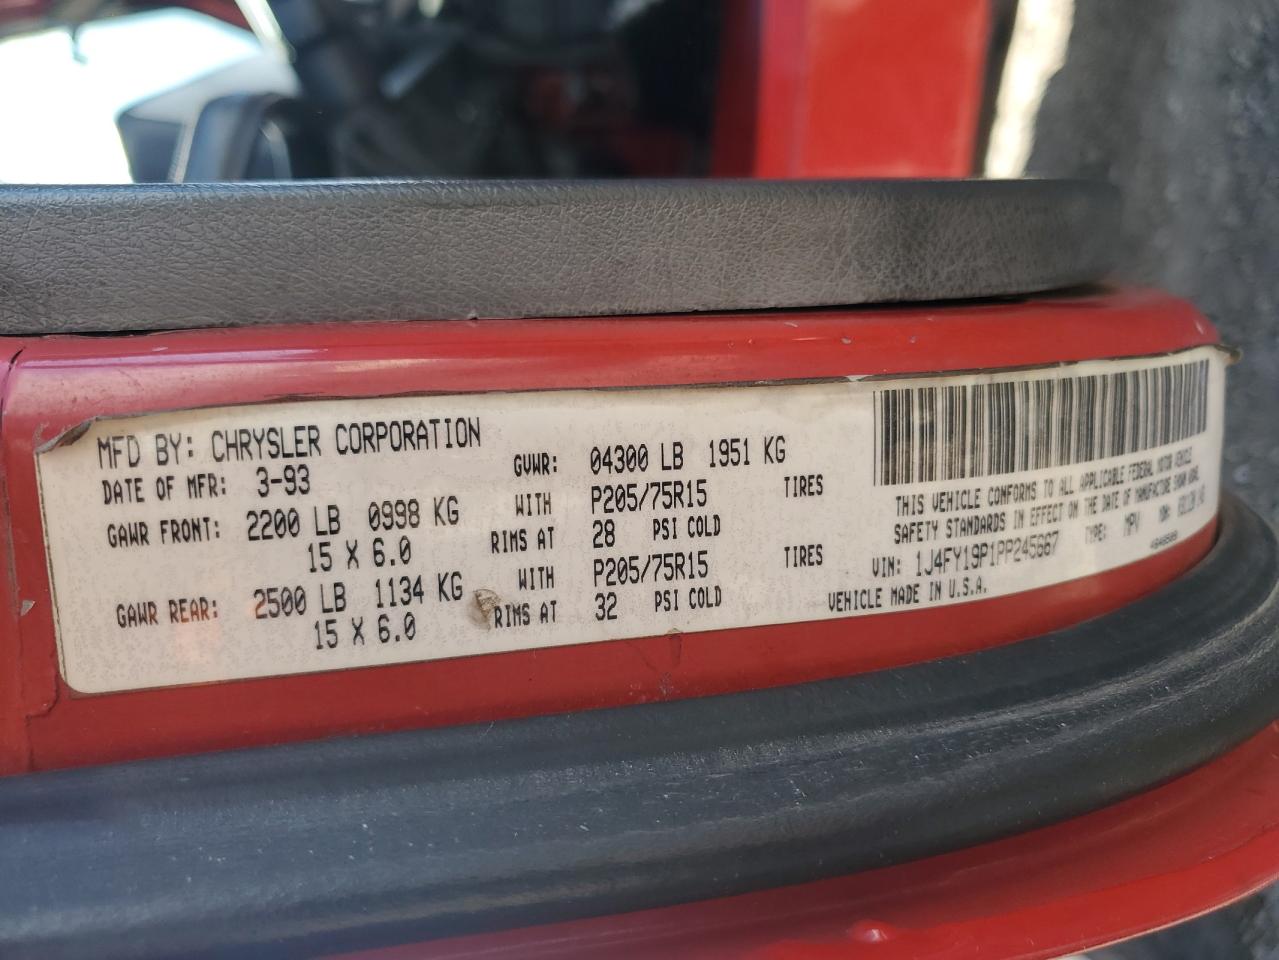 MFD BY: CHRYSLER CORPORATION
DATE OF MFR: 3-93 GVWR: 04300 LB 1951 KG
GAWR FRONT: 2200 LB 0998 KG WITH P205/75R15 TIRES
15 X 6.0 RIMS AT 28 PSI COLD
GAWR REAR: 2500 LB 1134 KG WITH P205/75R15 TIRES
15 X 6.0 RIMS AT 32 PSI COLD
THIS VEHICLE CONFORMS TO ALL APPLICABLE FEDERAL MOTOR VEHICLE
SAFETY STANDARDS IN EFFECT ON THE DATE OF MANUFACTURE SHOWN ABOVE.
VIN: 1J4FY19P1PP245667 TYPE: MPV
VEHICLE MADE IN U.S.A.